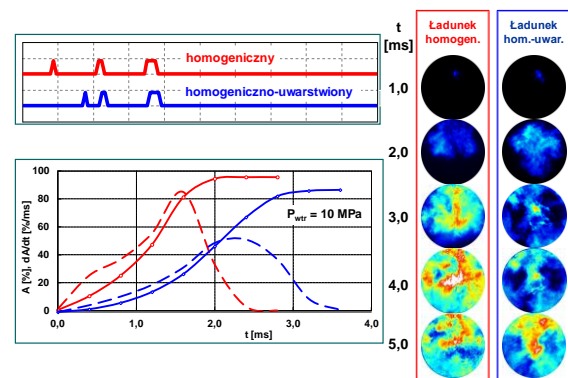 homogeniczny
homogeniczno-uwarstwiony
100
80
60
40
20
0
A [%], dA/dt [%/ms]
P_wtr = 10 MPa
0,0
1,0
2,0
3,0
4,0
t [ms]
t
[ms]
Ładunek
homogen.
Ładunek
hom.-uwar.
1,0
2,0
3,0
4,0
5,0